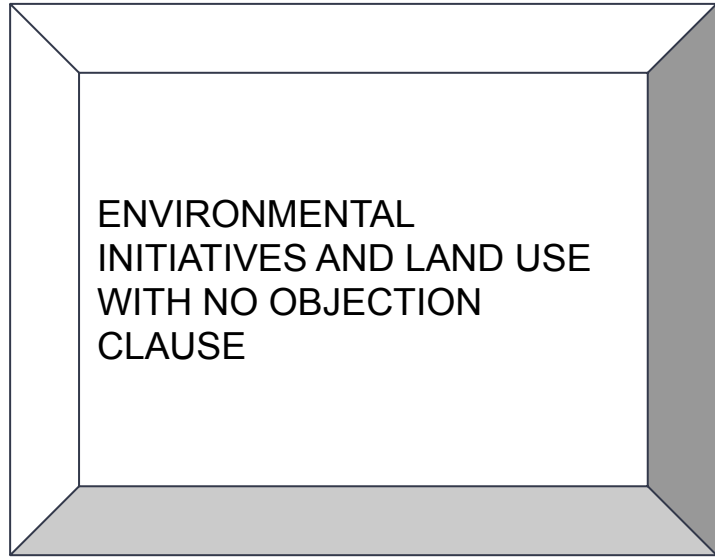 ENVIRONMENTAL
INITIATIVES AND LAND USE
WITH NO OBJECTION
CLAUSE